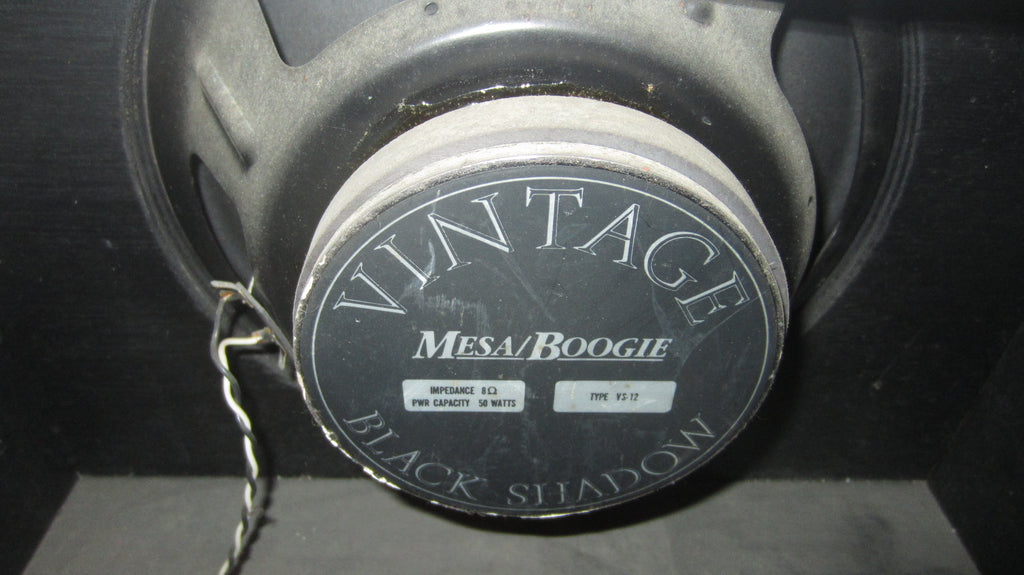 VINTAGE
MESA/BOOGIE
IMPEDANCE 8Ω
PWR CAPACITY 50 WATTS
TYPE VS-12
BLACK SHADOW